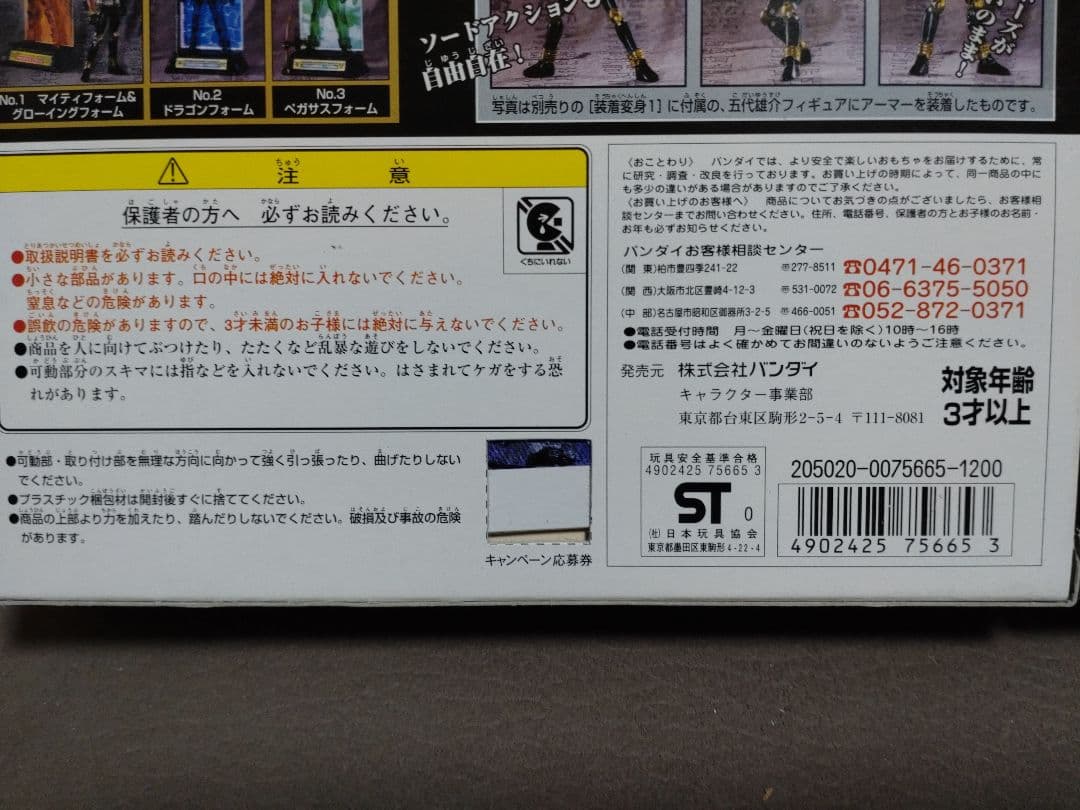 ソードアクションも
自由自在!
じゆうじざい
ポーズが
のまま!
No.1 マイティフォーム&
グローイングフォーム
No.2
ドラゴンフォーム
No.3
ペガサスフォーム
写真は別売りの[装着変身1]に付属の、五代雄介フィギュアにアーマーを装着したものです。
注意
ちゅう い
保護者の方へ 必ずお読みください。
くちにいれない
●取扱説明書を必ずお読みください。
●小さな部品があります。口の中には絶対に入れないでください。
窒息などの危険があります。
●誤飲の危険がありますので、3才未満のお子様には絶対に与えないでください。
●商品を人に向けてぶつけたり、たたくなど乱暴な遊びをしないでください。
●可動部分のスキマには指などを入れないでください。はさまれてケガをする恐
れがあります。
●可動部・取り付け部を無理な方向に向かって強く引っ張ったり、曲げたりしない
でください。
●プラスチック梱包材は開封後すぐに捨ててください。
●商品の上部より力を加えたり、踏んだりしないでください。破損及び事故の危険
があります。
キャンペーン応募券
〈おことわり〉 バンダイでは、より安全で楽しいおもちゃをお届けするために、常
に研究・調査・改良を行っております。お買い上げの時期によって、同一商品の中に
も多少の違いがある場合がありますのでご了承ください。
〈お買い上げのお客様へ〉 商品についてお気づきの点がございましたら、お客様相
談センターまでお問い合わせください。住所、電話番号、保護者の方とお子様のお名前・
お年も必ずお知らせください。
バンダイお客様相談センター
(関 東)柏市豊四季241-22 〒277-8511 ☎0471-46-0371
(関 西)大阪市北区豊崎4-12-3 〒531-0072 ☎06-6375-5050
(中 部)名古屋市昭和区御器所3-2-5 〒466-0051 ☎052-872-0371
●電話受付時間 月〜金曜日(祝日を除く)10時〜16時
●電話番号はよく確かめてお間違いのないようご注意ください。
発売元 株式会社バンダイ
キャラクター事業部
東京都台東区駒形2-5-4 〒111-8081
対象年齢
3才以上
玩具安全基準合格
4902425 75665 3
ST 0
(社)日本玩具協会
東京都墨田区東駒形4-22-4
205020-0075665-1200
4902425 75665 3